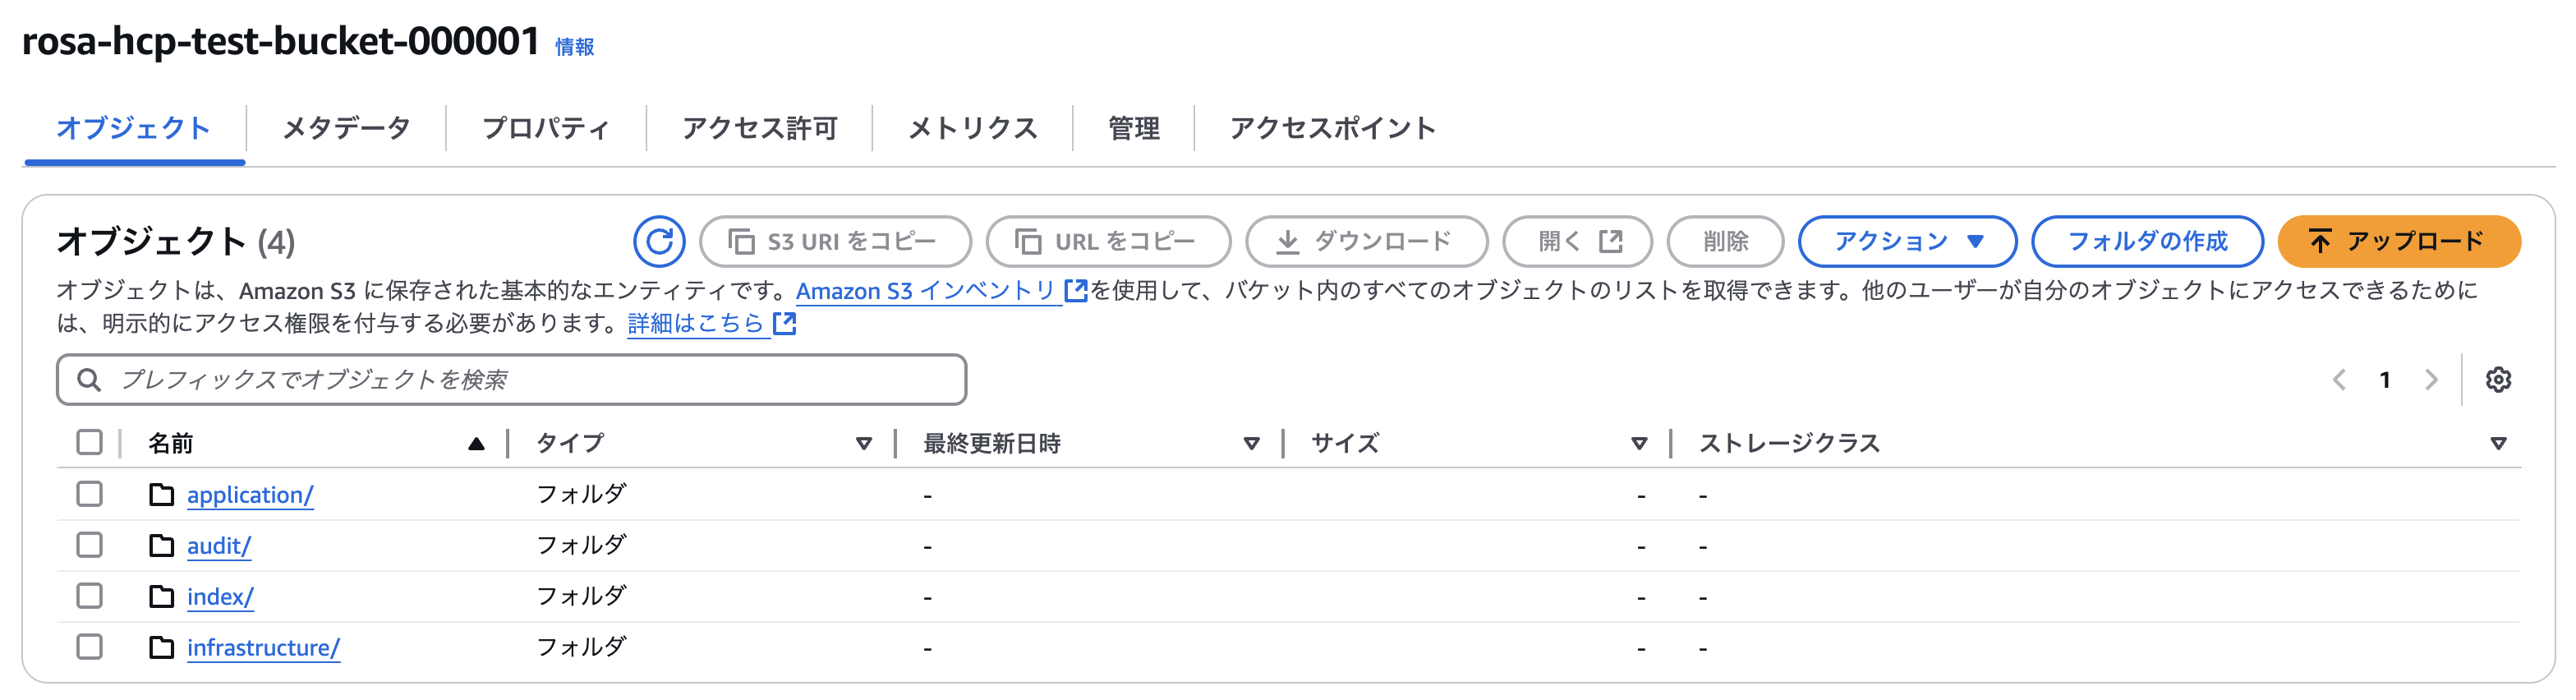 rosa-hcp-test-bucket-000001 情報
オブジェクト メタデータ プロパティ アクセス許可 メトリクス 管理 アクセスポイント
オブジェクト (4) S3 URI をコピー URL をコピー ダウンロード 開く 削除 アクション フォルダの作成 アップロード
オブジェクトは、Amazon S3 に保存された基本的なエンティティです。Amazon S3 インベントリ を使用して、バケット内のすべてのオブジェクトのリストを取得できます。他のユーザーが自分のオブジェクトにアクセスできるために
は、明示的にアクセス権限を付与する必要があります。詳細はこちら
プレフィックスでオブジェクトを検索 1
名前 タイプ 最終更新日時 サイズ ストレージクラス
application/ フォルダ - - -
audit/ フォルダ - - -
index/ フォルダ - - -
infrastructure/ フォルダ - - -